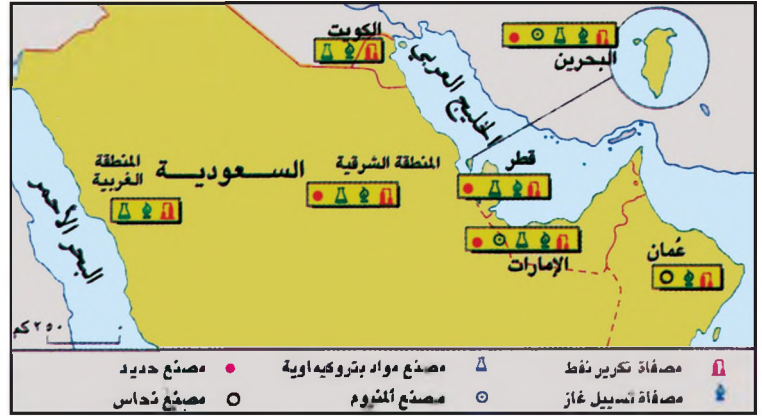 الكويت
البحرين
الخليج العربي
قطر
المنطقة الشرقية
السعودية
المنطقة
الغربية
البحر الأحمر
الإمارات
عُمان
٢٥٠ كم
مصفاة تكرير نفط
مصنع مواد بتروكيماوية
مصنع حديد
مصفاة تسييل غاز
مصنع ألمنيوم
مصنع نحاس